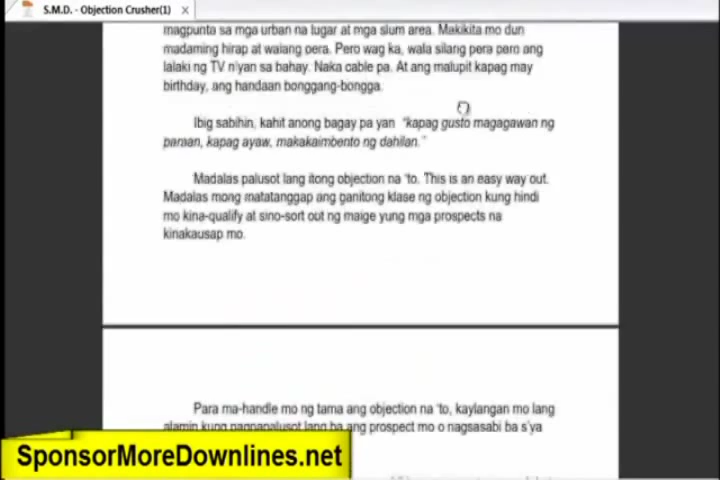 S.M.D. - Objection Crusher(1)
magpunta sa mga urban na lugar at mga slum area. Makikita mo dun
madaming hirap at walang pera. Pero wag ka, wala silang pera pero ang
lalaki ng TV n'yan sa bahay. Naka cable pa. At ang malupit kapag may
birthday, ang handaan bonggang-bongga.
Ibig sabihin, kahit anong bagay pa yan "kapag gusto magagawan ng
paraan, kapag ayaw, makakaimbento ng dahilan."
Madalas palusot lang itong objection na 'to. This is an easy way out.
Madalas mong matatanggap ang ganitong klase ng objection kung hindi
mo kina-qualify at sino-sort out ng maige yung mga prospects na
kinakausap mo.
Para ma-handle mo ng tama ang objection na 'to, kaylangan mo lang
alamin kung nagpapalusot lang ba ang prospect mo o nagsasabi ba s'ya
SponsorMoreDownlines.net